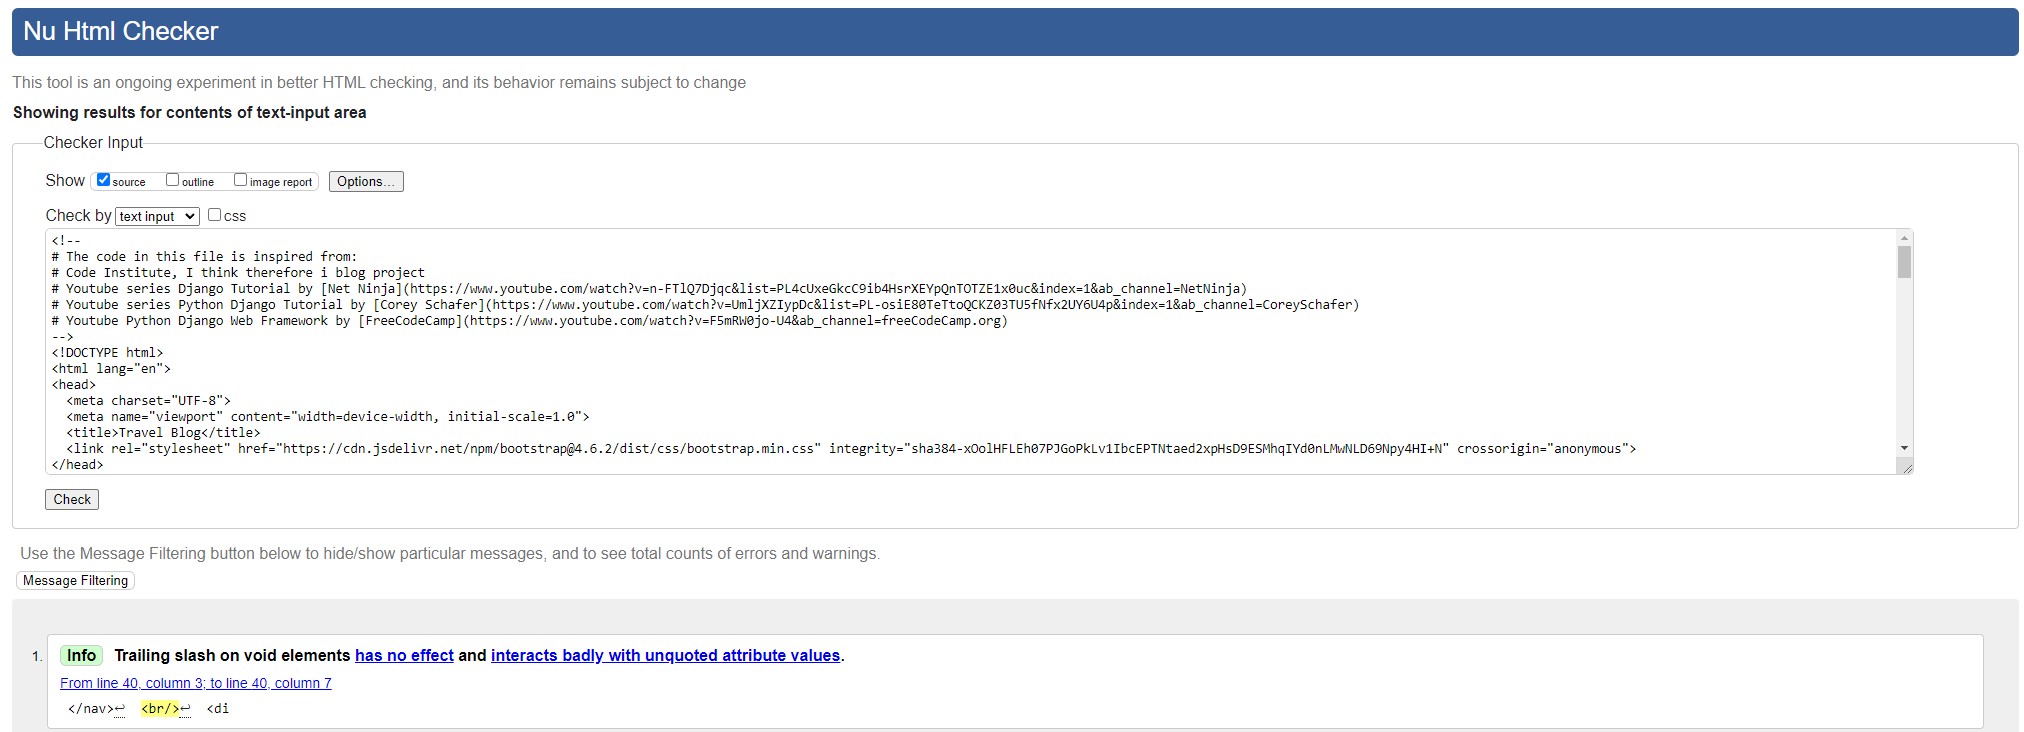 Nu Html Checker
This tool is an ongoing experiment in better HTML checking, and its behavior remains subject to change
Showing results for contents of text-input area
Checker Input
Show source outline image report Options...
Check by text input css
<!--
# The code in this file is inspired from:
# Code Institute, I think therefore i blog project
# Youtube series Django Tutorial by [Net Ninja](https://www.youtube.com/watch?v=n-FTlQ7Djqc&list=PL4cUxeGkcC9ib4HsrXEYpQnTOTZE1x0uc&index=1&ab_channel=NetNinja)
# Youtube series Python Django Tutorial by [Corey Schafer](https://www.youtube.com/watch?v=UmljXZIypDc&list=PL-osiE80TeTtoQCKZ03TU5fNfx2UY6U4p&index=1&ab_channel=CoreySchafer)
# Youtube Python Django Web Framework by [FreeCodeCamp](https://www.youtube.com/watch?v=F5mRW0jo-U4&ab_channel=freeCodeCamp.org)
-->
<!DOCTYPE html>
<html lang="en">
<head>
<meta charset="UTF-8">
<meta name="viewport" content="width=device-width, initial-scale=1.0">
<title>Travel Blog</title>
<link rel="stylesheet" href="https://cdn.jsdelivr.net/npm/bootstrap@4.6.2/dist/css/bootstrap.min.css" integrity="sha384-xOolHFLEh07PJGoPkLv1IbcEPTNtaed2xpHsD9ESMhqIYd0nLMwNLD69Npy4HI+N" crossorigin="anonymous">
</head>
Check
Use the Message Filtering button below to hide/show particular messages, and to see total counts of errors and warnings.
Message Filtering
1. Info Trailing slash on void elements has no effect and interacts badly with unquoted attribute values.
From line 40, column 3; to line 40, column 7
</nav>↩ <br/>↩ <di